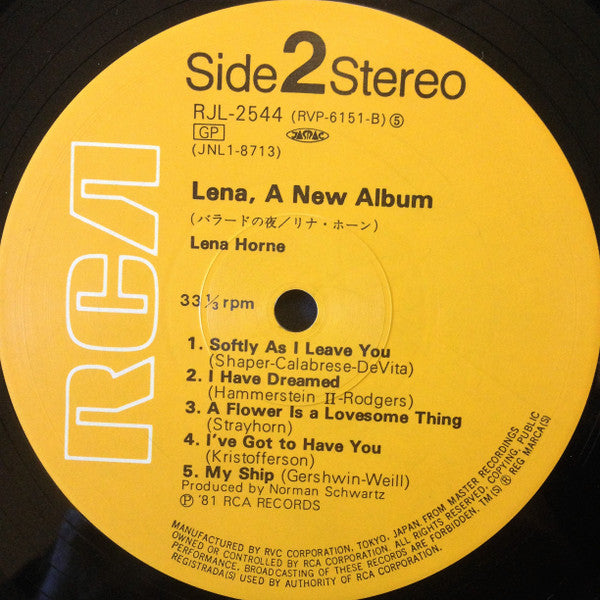 Side 2 Stereo
RJL-2544 (RVP-6151-B) ⑤
GP JASRAC
(JNL1-8713)
RCA
Lena, A New Album
(バラードの夜/リナ・ホーン)
Lena Horne
33 1/3 rpm
1. Softly As I Leave You
(Shaper-Calabrese-DeVita)
2. I Have Dreamed
(Hammerstein II-Rodgers)
3. A Flower Is a Lovesome Thing
(Strayhorn)
4. I've Got to Have You
(Kristofferson)
5. My Ship (Gershwin-Weill)
Produced by Norman Schwartz
Ⓟ '81 RCA RECORDS
MANUFACTURED BY RVC CORPORATION, TOKYO, JAPAN. FROM MASTER RECORDINGS
OWNED OR CONTROLLED BY RCA CORPORATION. ALL RIGHTS RESERVED. COPYING, PUBLIC
PERFORMANCE, BROADCASTING OF THESE RECORDS ARE FORBIDDEN. TM(S) ® REG MARCA(S)
REGISTRADA(S) USED BY AUTHORITY OF RCA CORPORATION.